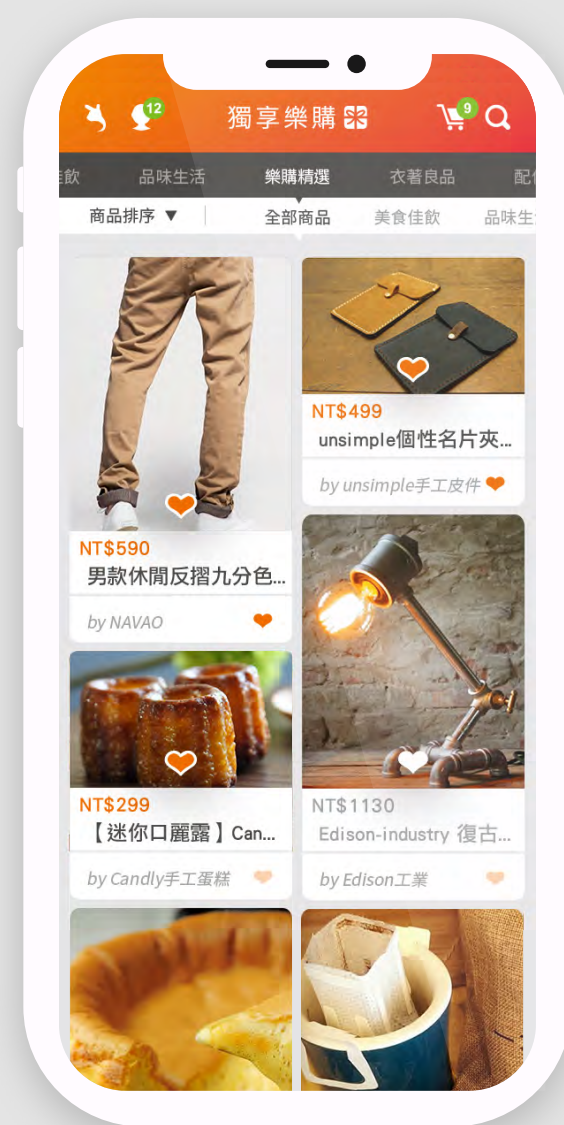 12
獨享樂購
9
飲 品味生活 樂購精選 衣著良品 配
商品排序 ▼ 全部商品 美食佳飲 品味生
NT$590
男款休閒反摺九分色...
by NAVAO
NT$499
unsimple個性名片夾...
by unsimple手工皮件
NT$299
【迷你口麗露】Can...
by Candly手工蛋糕
NT$1130
Edison-industry 復古...
by Edison工業